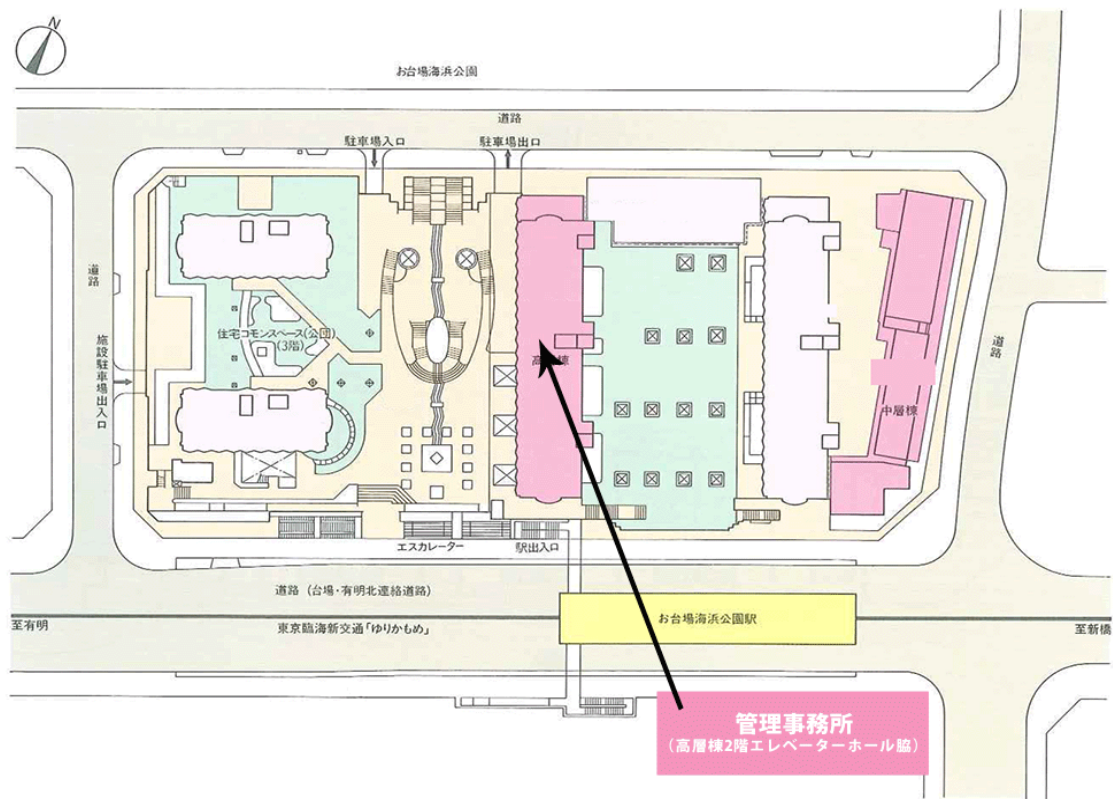 N
お台場海浜公園
道路
駐車場入口
駐車場出口
道路
住宅コモンスペース(公団)
(3階)
高層棟
施設駐車場出入口
道路
中層棟
エスカレーター
駅出入口
道路（台場・有明北連絡道路）
至有明
東京臨海新交通「ゆりかもめ」
お台場海浜公園駅
至新橋
管理事務所
（高層棟2階エレベーターホール脇）